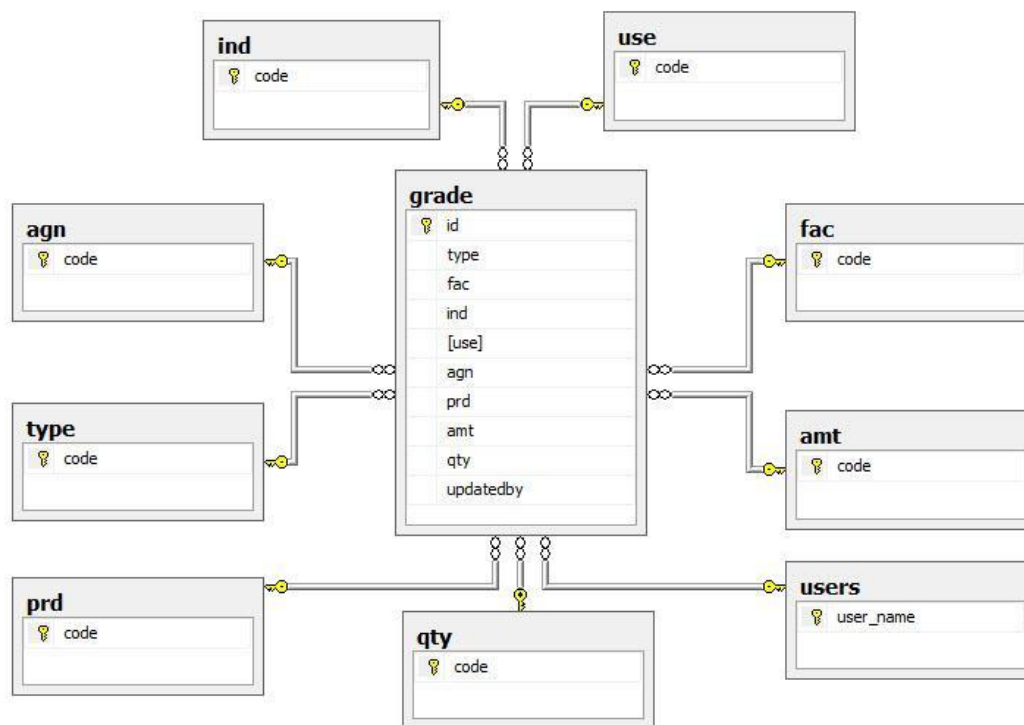 ind
code
use
code
agn
code
grade
id
type
fac
ind
[use]
agn
prd
amt
qty
updatedby
fac
code
type
code
amt
code
prd
code
qty
code
users
user_name